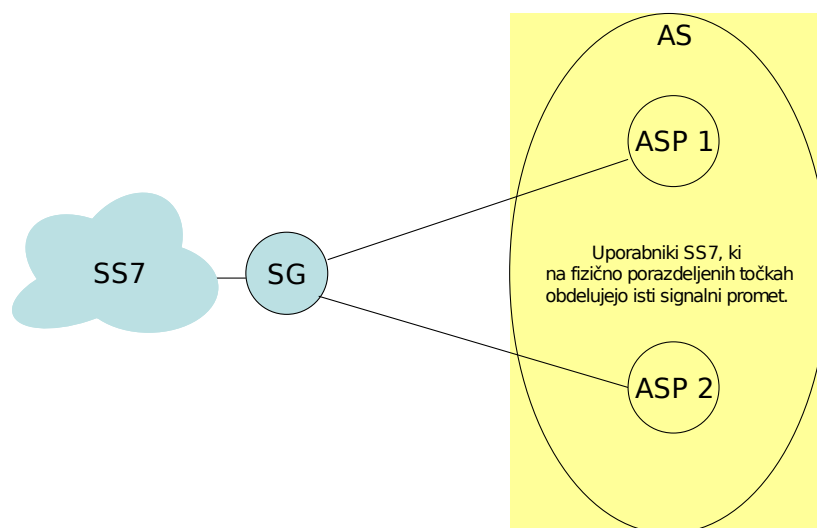 AS
ASP 1
SS7
SG
Uporabniki SS7, ki
na fizično porazdeljenih točkah
obdelujejo isti signalni promet.
ASP 2